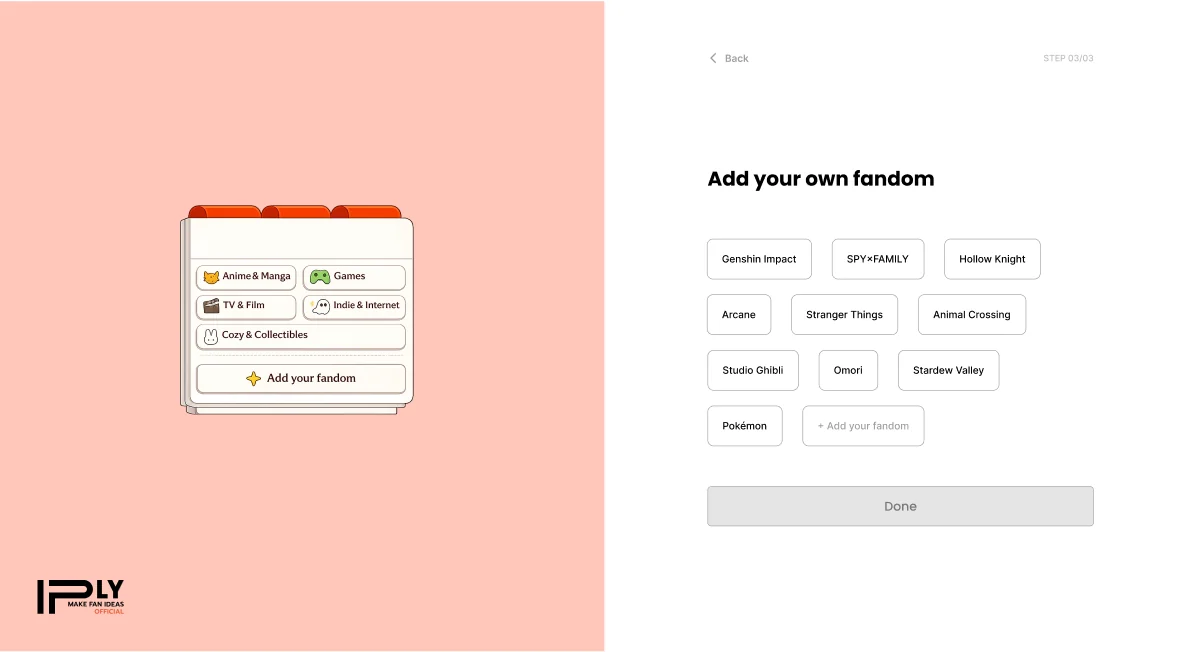 Anime & Manga
Games
TV & Film
Indie & Internet
Cozy & Collectibles
Add your fandom
IPLY
MAKE FAN IDEAS
OFFICIAL
Back
STEP 03/03
Add your own fandom
Genshin Impact
SPY×FAMILY
Hollow Knight
Arcane
Stranger Things
Animal Crossing
Studio Ghibli
Omori
Stardew Valley
Pokémon
+ Add your fandom
Done